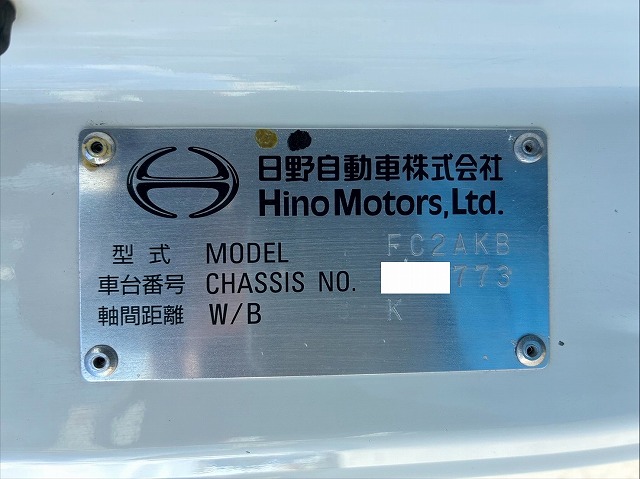 日野自動車株式会社
Hino Motors, Ltd.
型式 MODEL FC2AKB
車台番号 CHASSIS NO. 773
軸間距離 W/B K